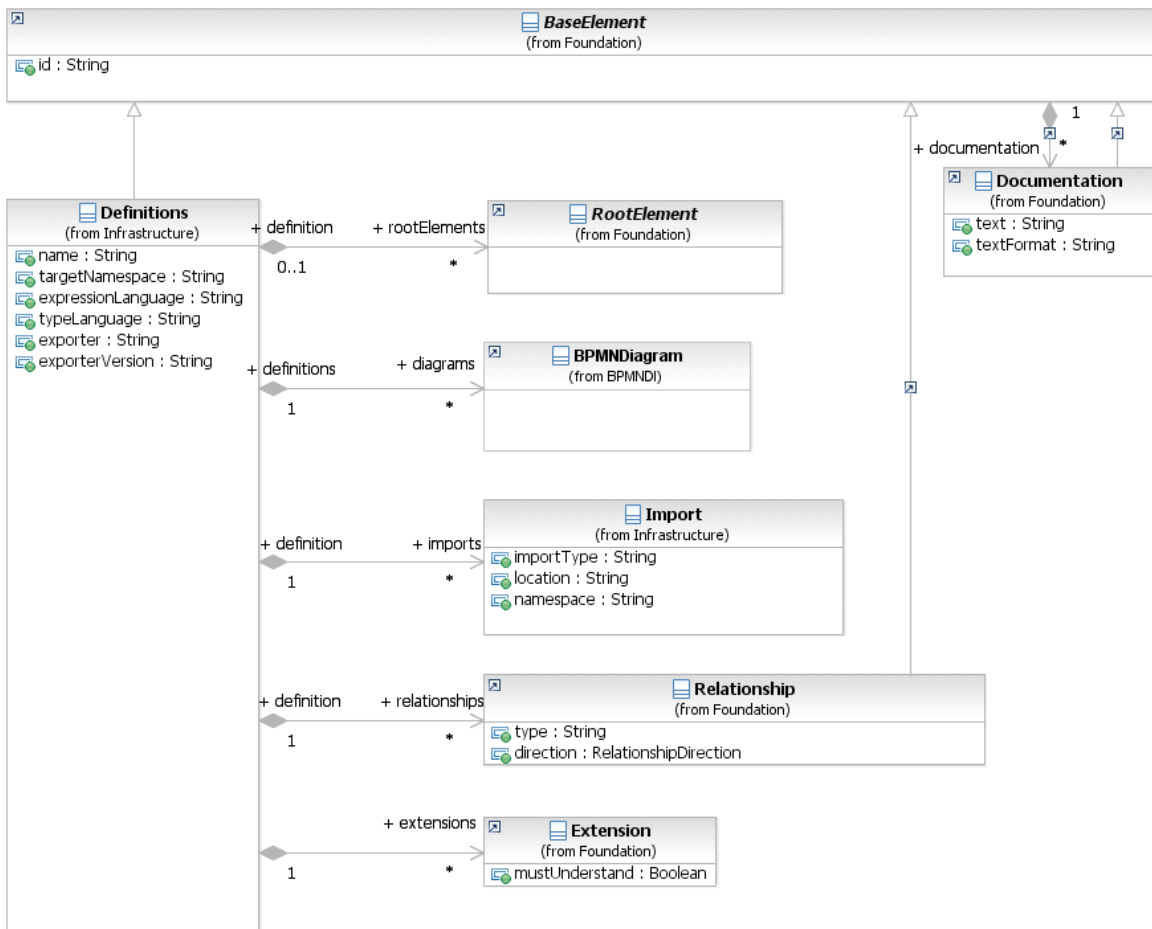 BaseElement
(from Foundation)
id : String
1
+ documentation
*
Documentation
(from Foundation)
text : String
textFormat : String
Definitions
(from Infrastructure)
name : String
targetNamespace : String
expressionLanguage : String
typeLanguage : String
exporter : String
exporterVersion : String
+ definition
+ rootElements
0..1
*
RootElement
(from Foundation)
+ definitions
+ diagrams
1
*
BPMNDiagram
(from BPMNDI)
+ definition
+ imports
1
*
Import
(from Infrastructure)
importType : String
location : String
namespace : String
+ definition
+ relationships
1
*
Relationship
(from Foundation)
type : String
direction : RelationshipDirection
+ extensions
1
*
Extension
(from Foundation)
mustUnderstand : Boolean